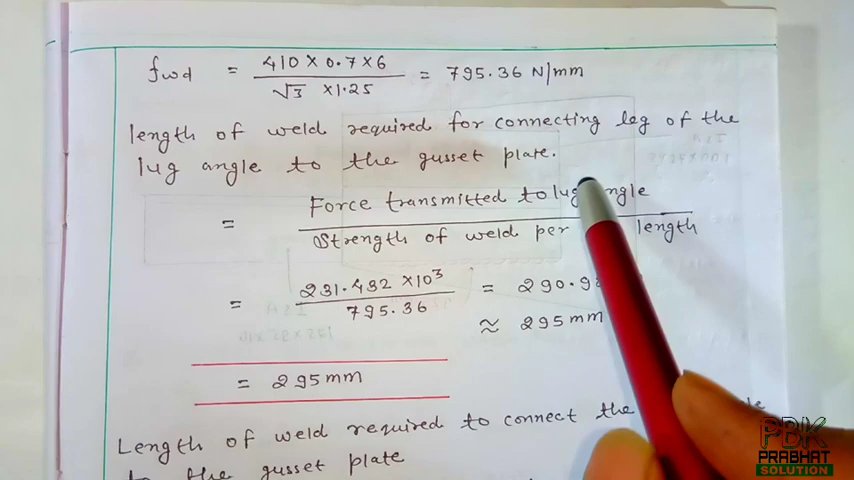 fwd = 410 × 0.7 × 6 / √3 × 1.25 = 795.36 N/mm
length of weld required for connecting leg of the
lug angle to the gusset plate.
= Force transmitted to lug angle / Strength of weld per length
= 231.432 × 10³ / 795.36 = 290.9
≈ 295 mm
= 295 mm
Length of weld required to connect the
to the gusset plate
PBK
PRABHAT
SOLUTION